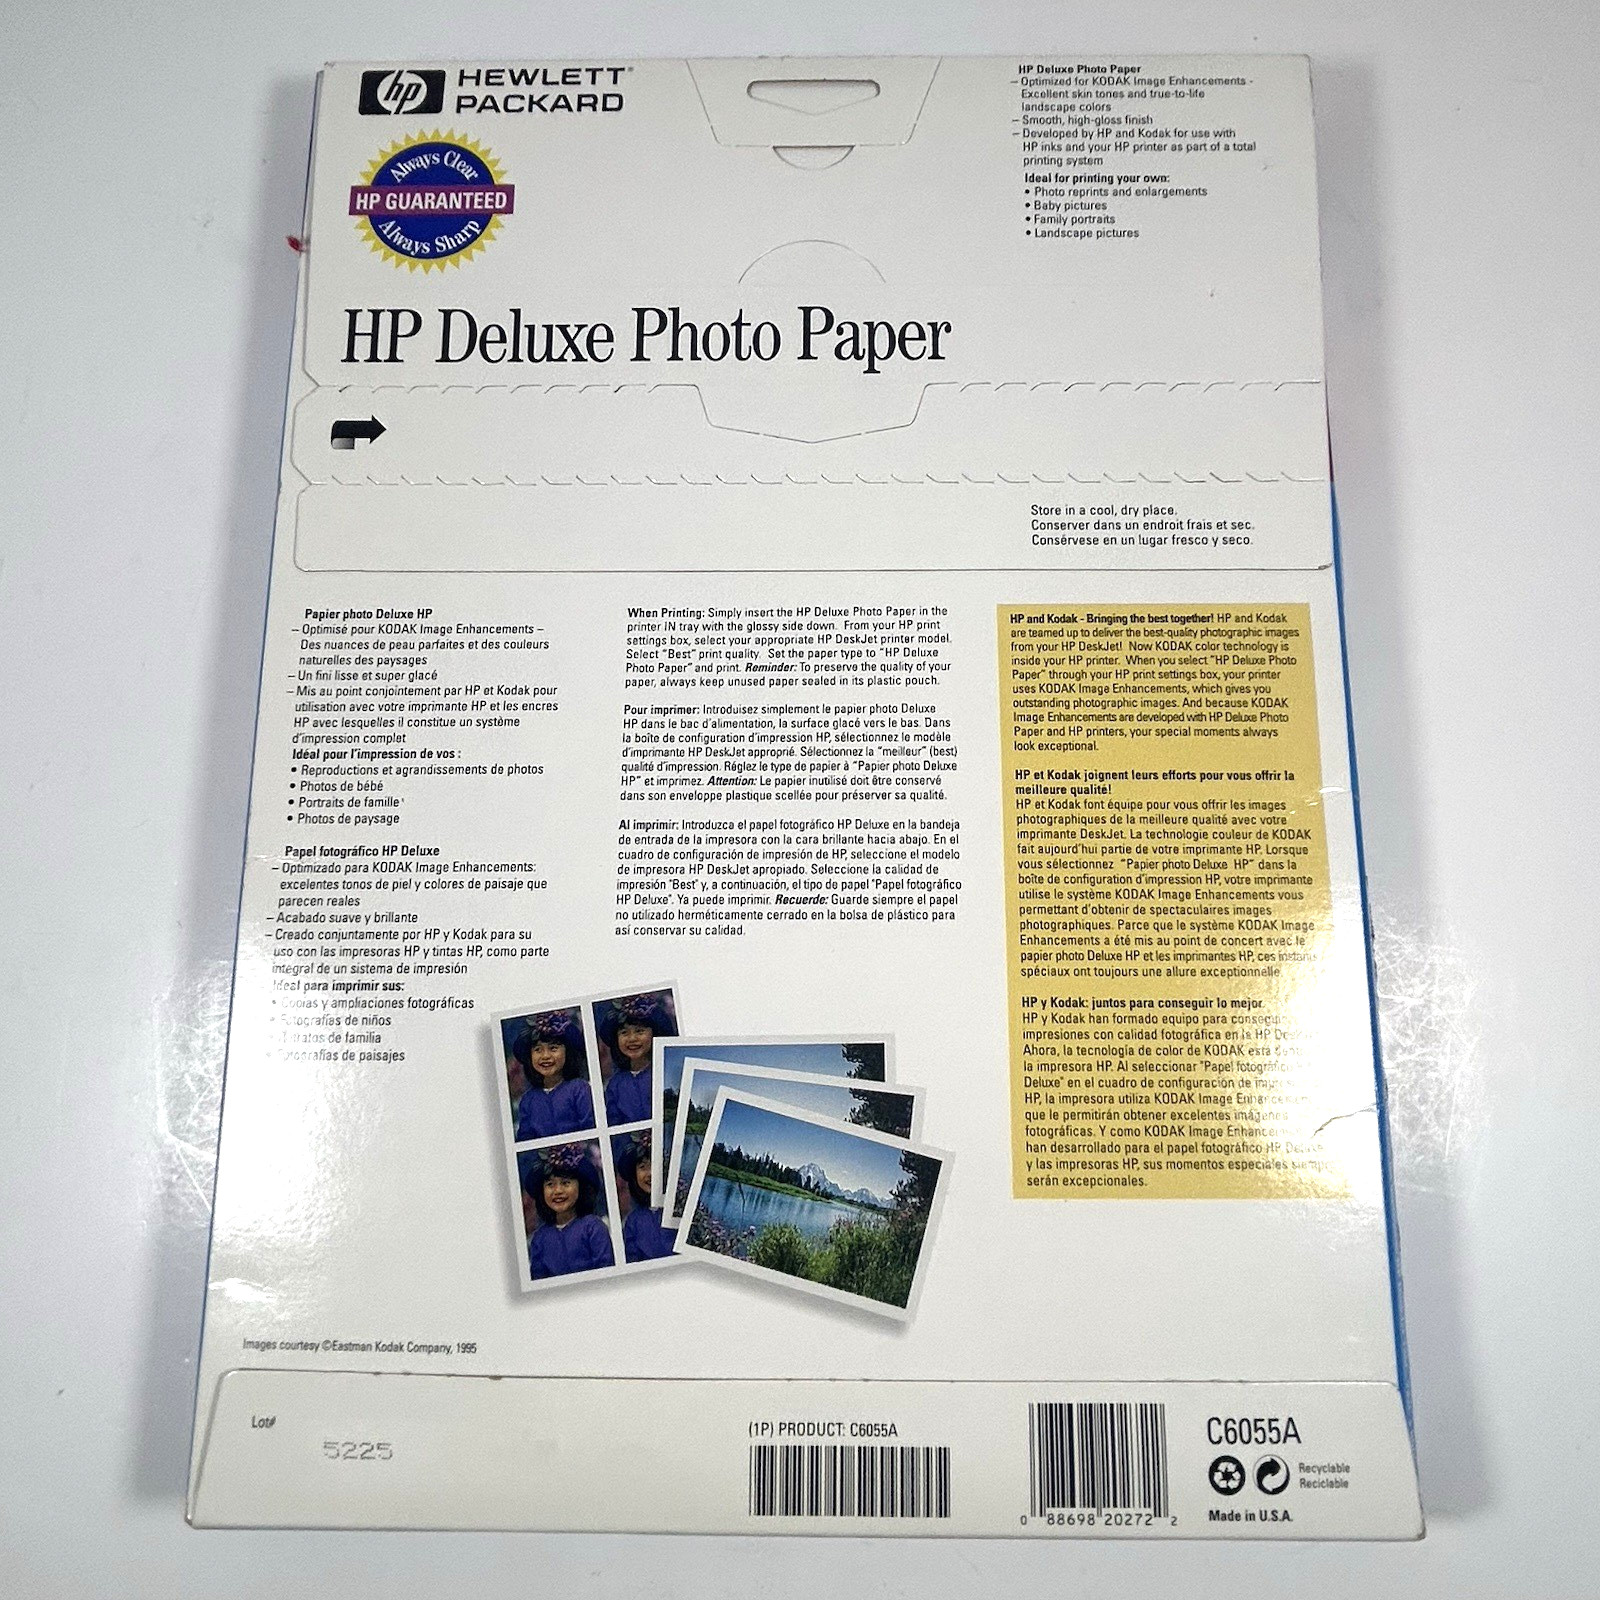 hp HEWLETT®
PACKARD
Always Clear
HP GUARANTEED
Always Sharp
HP Deluxe Photo Paper
– Optimized for KODAK Image Enhancements -
Excellent skin tones and true-to-life
landscape colors
– Smooth, high-gloss finish
– Developed by HP and Kodak for use with
HP inks and your HP printer as part of a total
printing system
Ideal for printing your own:
• Photo reprints and enlargements
• Baby pictures
• Family portraits
• Landscape pictures
HP Deluxe Photo Paper
Store in a cool, dry place.
Conserver dans un endroit frais et sec.
Consérvese en un lugar fresco y seco.
Papier photo Deluxe HP
– Optimisé pour KODAK Image Enhancements –
Des nuances de peau parfaites et des couleurs
naturelles des paysages
– Un fini lisse et super glacé
– Mis au point conjointement par HP et Kodak pour
utilisation avec votre imprimante HP et les encres
HP avec lesquelles il constitue un système
d'impression complet
Idéal pour l'impression de vos :
• Reproductions et agrandissements de photos
• Photos de bébé
• Portraits de famille
• Photos de paysage
Papel fotográfico HP Deluxe
– Optimizado para KODAK Image Enhancements:
excelentes tonos de piel y colores de paisaje que
parecen reales
– Acabado suave y brillante
– Creado conjuntamente por HP y Kodak para su
uso con las impresoras HP y tintas HP, como parte
integral de un sistema de impresión
Ideal para imprimir sus:
• Copias y ampliaciones fotográficas
• Fotografías de niños
• Retratos de familia
• Fotografías de paisajes
When Printing: Simply insert the HP Deluxe Photo Paper in the
printer IN tray with the glossy side down. From your HP print
settings box, select your appropriate HP DeskJet printer model.
Select "Best" print quality. Set the paper type to "HP Deluxe
Photo Paper" and print. Reminder: To preserve the quality of your
paper, always keep unused paper sealed in its plastic pouch.
Pour imprimer: Introduisez simplement le papier photo Deluxe
HP dans le bac d'alimentation, la surface glacé vers le bas. Dans
la boîte de configuration d'impression HP, sélectionnez le modèle
d'imprimante HP DeskJet approprié. Sélectionnez la "meilleur" (best)
qualité d'impression. Réglez le type de papier à "Papier photo Deluxe
HP" et imprimez. Attention: Le papier inutilisé doit être conservé
dans son enveloppe plastique scellée pour préserver sa qualité.
Al imprimir: Introduzca el papel fotográfico HP Deluxe en la bandeja
de entrada de la impresora con la cara brillante hacia abajo. En el
cuadro de configuración de impresión de HP, seleccione el modelo
de impresora HP DeskJet apropiado. Seleccione la calidad de
impresión "Best" y, a continuación, el tipo de papel "Papel fotográfico
HP Deluxe". Ya puede imprimir. Recuerde: Guarde siempre el papel
no utilizado herméticamente cerrado en la bolsa de plástico para
así conservar su calidad.
HP and Kodak - Bringing the best together! HP and Kodak
are teamed up to deliver the best-quality photographic images
from your HP DeskJet! Now KODAK color technology is
inside your HP printer. When you select "HP Deluxe Photo
Paper" through your HP print settings box, your printer
uses KODAK Image Enhancements, which gives you
outstanding photographic images. And because KODAK
Image Enhancements are developed with HP Deluxe Photo
Paper and HP printers, your special moments always
look exceptional.
HP et Kodak joignent leurs efforts pour vous offrir la
meilleure qualité!
HP et Kodak font équipe pour vous offrir les images
photographiques de la meilleure qualité avec votre
imprimante DeskJet. La technologie couleur de KODAK
fait aujourd'hui partie de votre imprimante HP. Lorsque
vous sélectionnez "Papier photo Deluxe HP" dans la
boîte de configuration d'impression HP, votre imprimante
utilise le système KODAK Image Enhancements vous
permettant d'obtenir de spectaculaires images
photographiques. Parce que le système KODAK Image
Enhancements a été mis au point de concert avec le
papier photo Deluxe HP et les imprimantes HP, ces instants
spéciaux ont toujours une allure exceptionnelle.
HP y Kodak: juntos para conseguir lo mejor.
HP y Kodak han formado equipo para conseguir
impresiones con calidad fotográfica en la HP
Ahora, la tecnología de color de KODAK está
la impresora HP. Al seleccionar "Papel fotográfico
Deluxe" en el cuadro de configuración de
HP, la impresora utiliza KODAK Image Enhancements
que le permitirán obtener excelentes imágenes
fotográficas. Y como KODAK Image Enhancements
han desarrollado para el papel fotográfico HP Deluxe
y las impresoras HP, sus momentos especiales siempre
serán excepcionales.
Images courtesy ©Eastman Kodak Company, 1995
Lot#
5225
(1P) PRODUCT: C6055A
0 88698 20272 2
C6055A
Recyclable
Reciclable
Made in U.S.A.